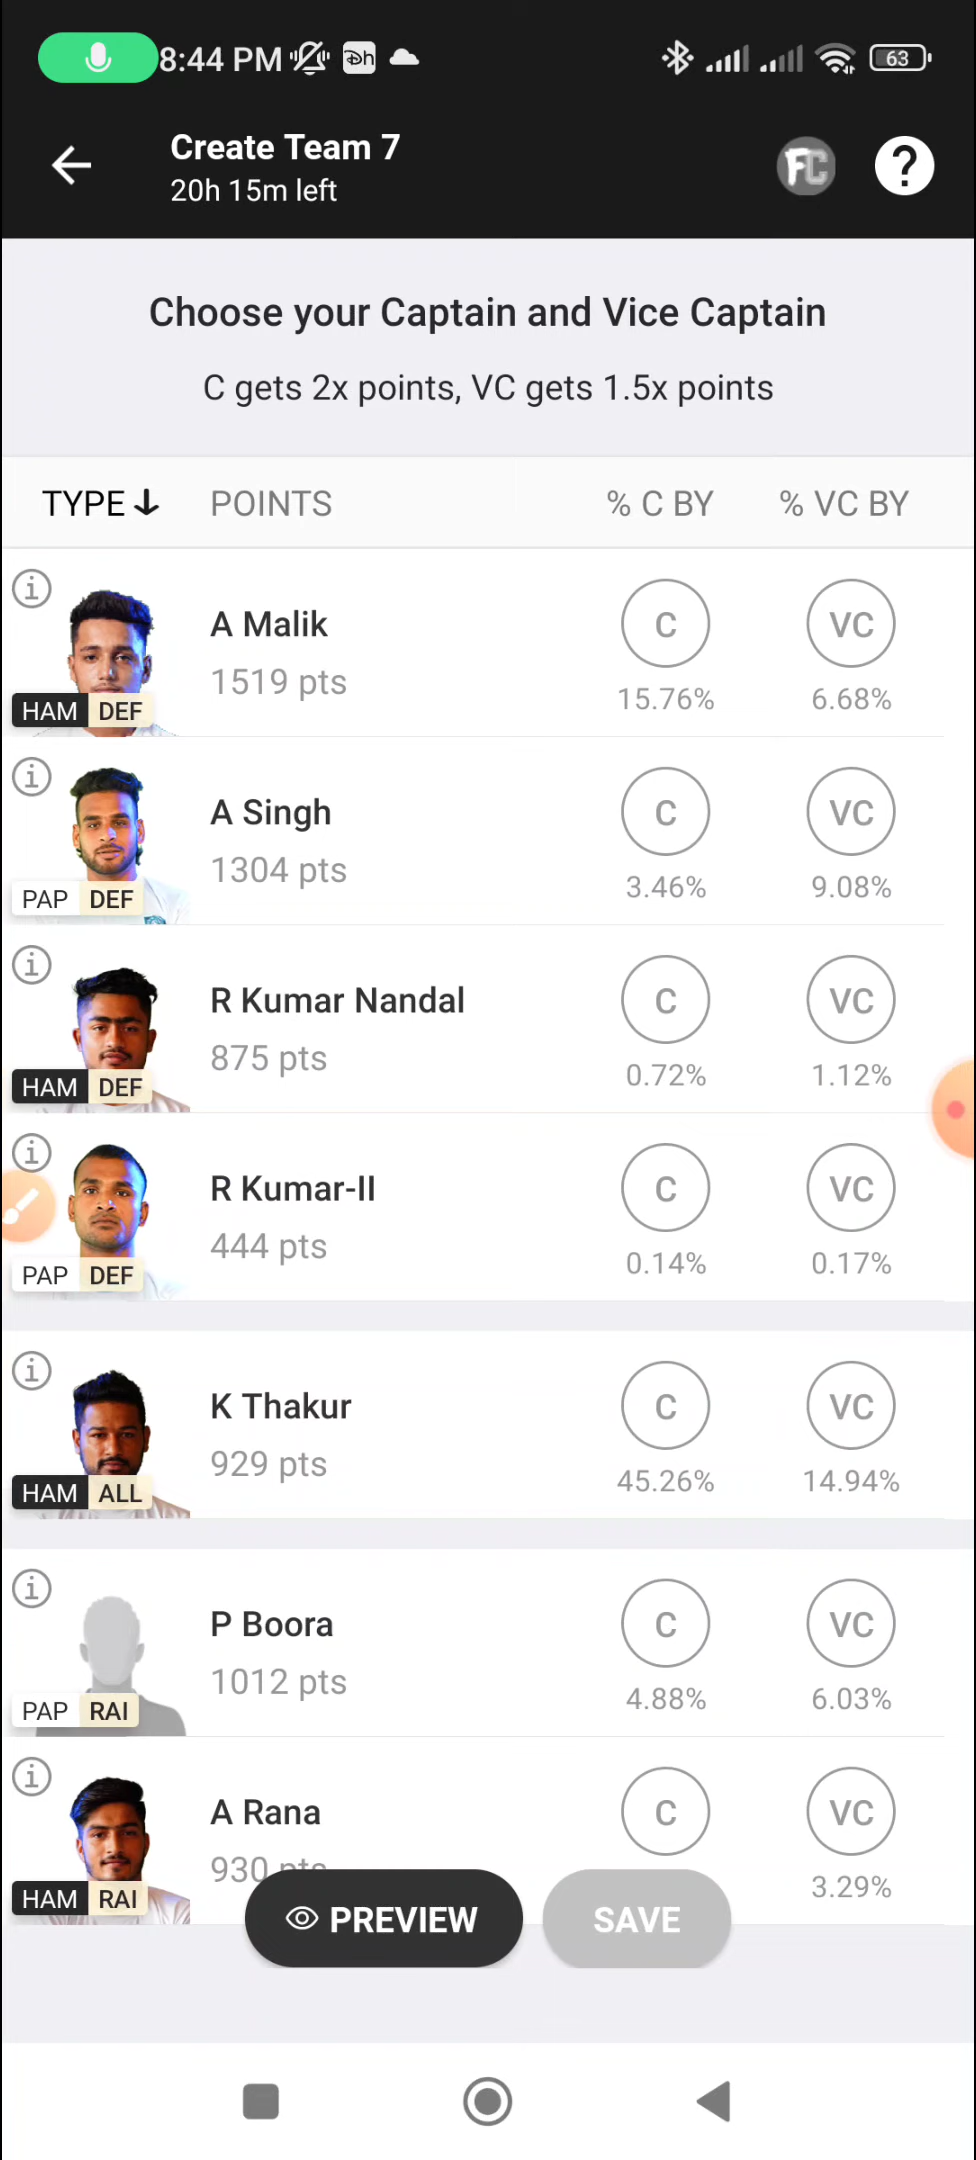 8:44 PM
63
Create Team 7
20h 15m left
FC
?
Choose your Captain and Vice Captain
C gets 2x points, VC gets 1.5x points
TYPE POINTS % C BY % VC BY
A Malik C VC
1519 pts 15.76% 6.68%
HAM DEF
A Singh C VC
1304 pts 3.46% 9.08%
PAP DEF
R Kumar Nandal C VC
875 pts 0.72% 1.12%
HAM DEF
R Kumar-II C VC
444 pts 0.14% 0.17%
PAP DEF
K Thakur C VC
929 pts 45.26% 14.94%
HAM ALL
P Boora C VC
1012 pts 4.88% 6.03%
PAP RAI
A Rana C VC
930 pts 3.29%
HAM RAI
PREVIEW SAVE